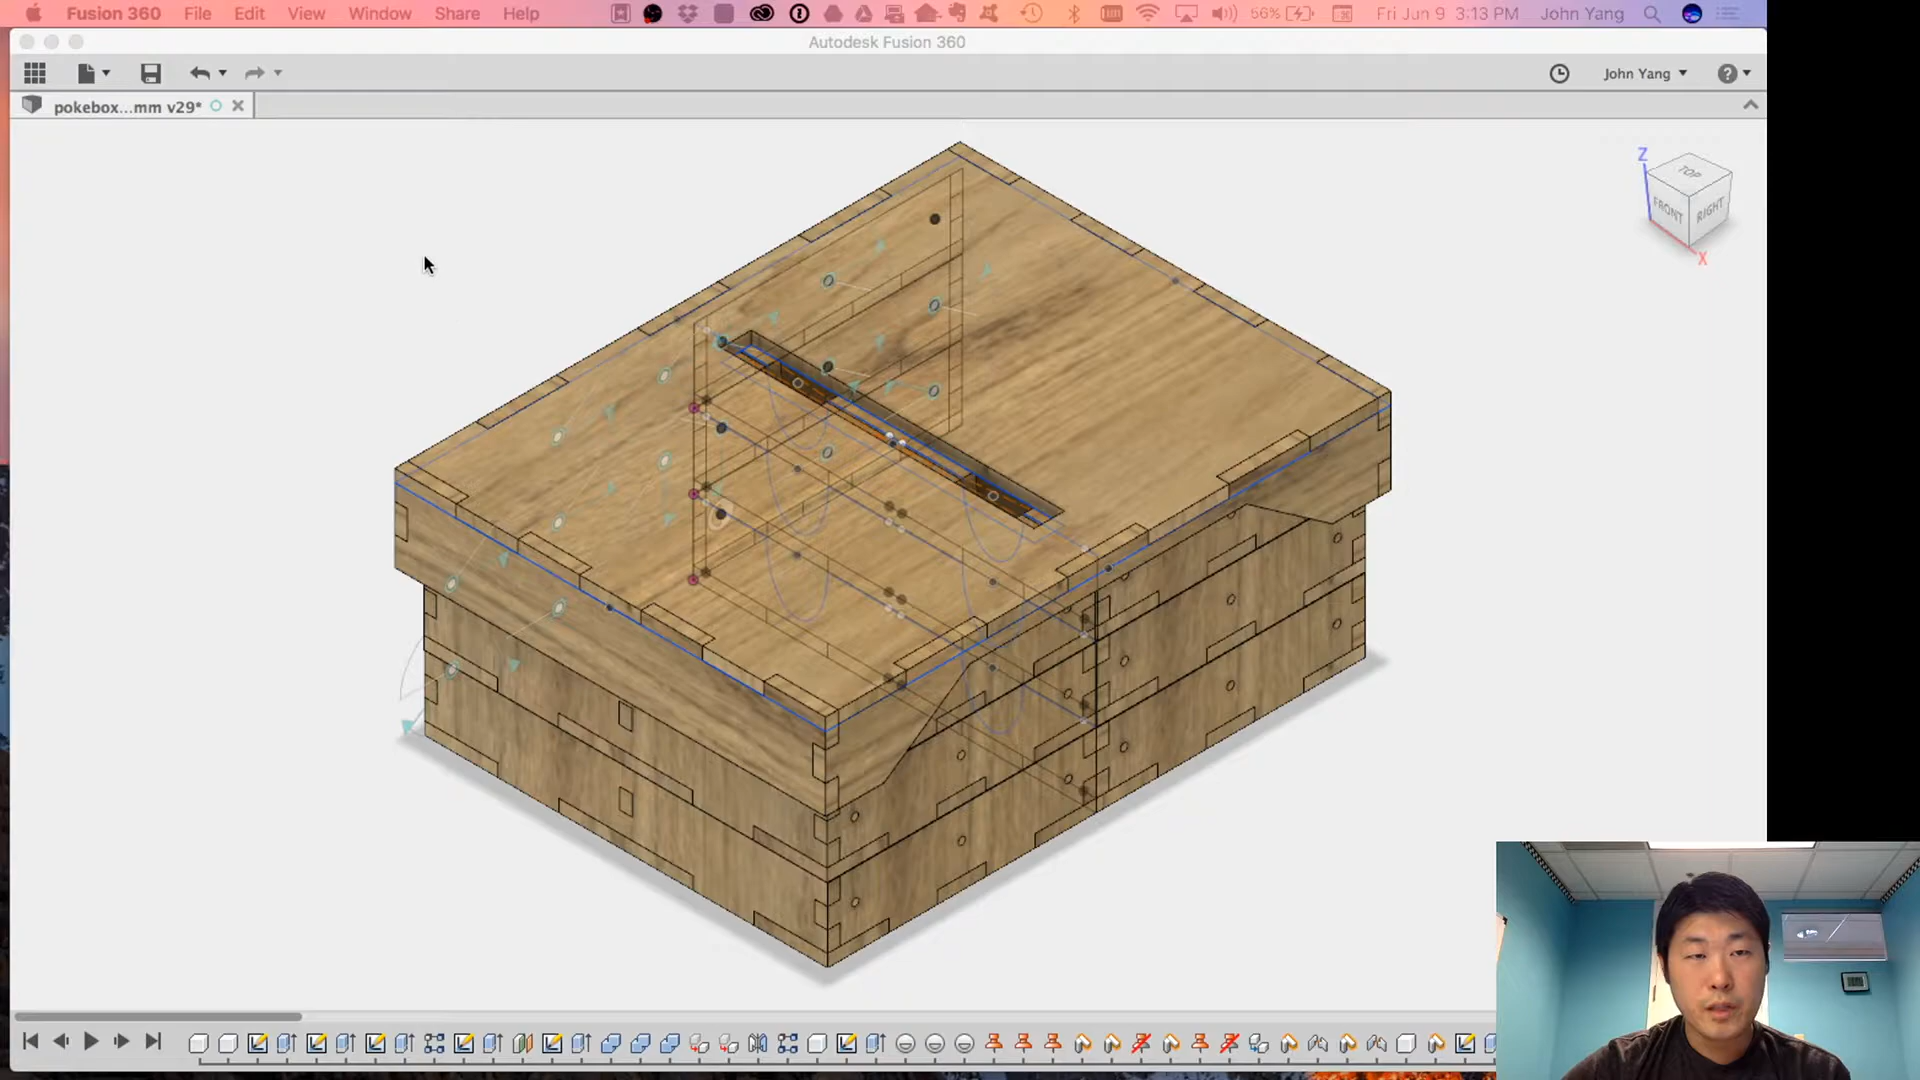 Fusion 360 File Edit View Window Share Help 56% Fri Jun 9 3:13 PM John Yang
Autodesk Fusion 360
John Yang
pokebox...mm v29*
Z
TOP
FRONT RIGHT
X